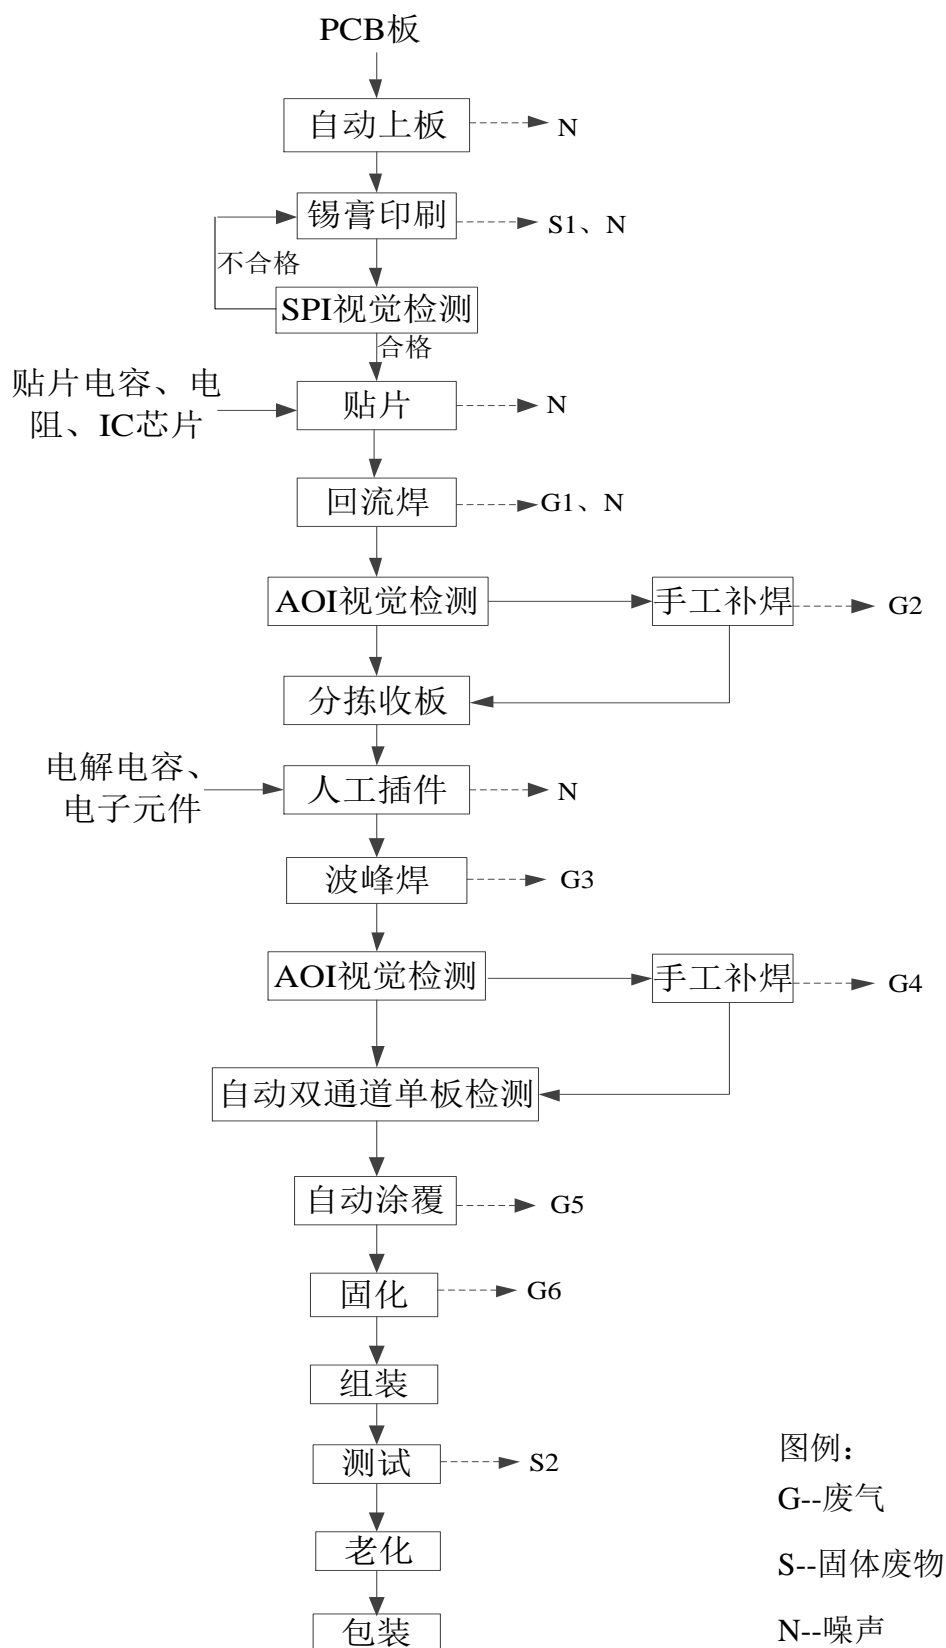 PCB板
自动上板
N
锡膏印刷
S1、N
不合格
SPI视觉检测
合格
贴片电容、电
阻、IC芯片
贴片
N
回流焊
G1、N
AOI视觉检测
手工补焊
G2
分拣收板
电解电容、
电子元件
人工插件
N
波峰焊
G3
AOI视觉检测
手工补焊
G4
自动双通道单板检测
自动涂覆
G5
固化
G6
组装
测试
S2
老化
包装
图例：
G--废气
S--固体废物
N--噪声